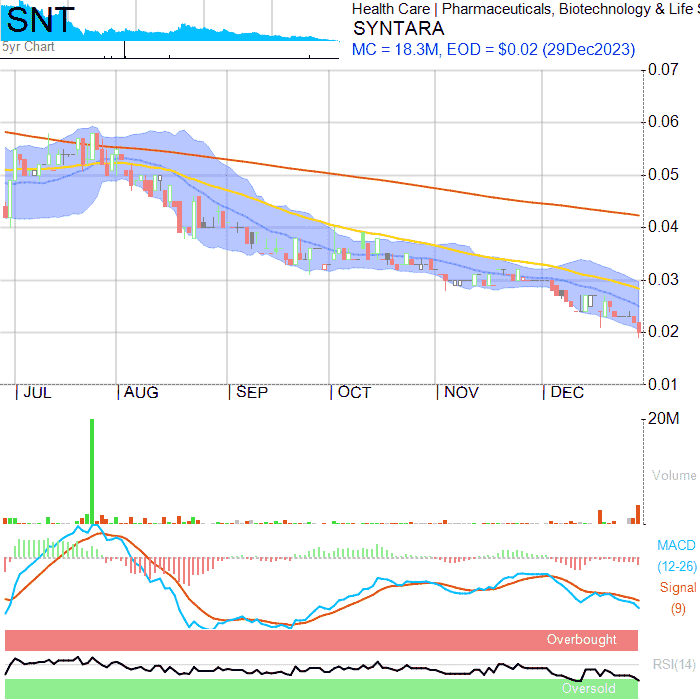 SNT
5yr Chart
Health Care | Pharmaceuticals, Biotechnology & Life S
SYNTARA
MC = 18.3M, EOD = $0.02 (29Dec2023)
0.07
0.06
0.05
0.04
0.03
0.02
0.01
JUL AUG SEP OCT NOV DEC
20M
Volume
MACD
(12-26)
Signal
(9)
Overbought
RSI(14)
Oversold